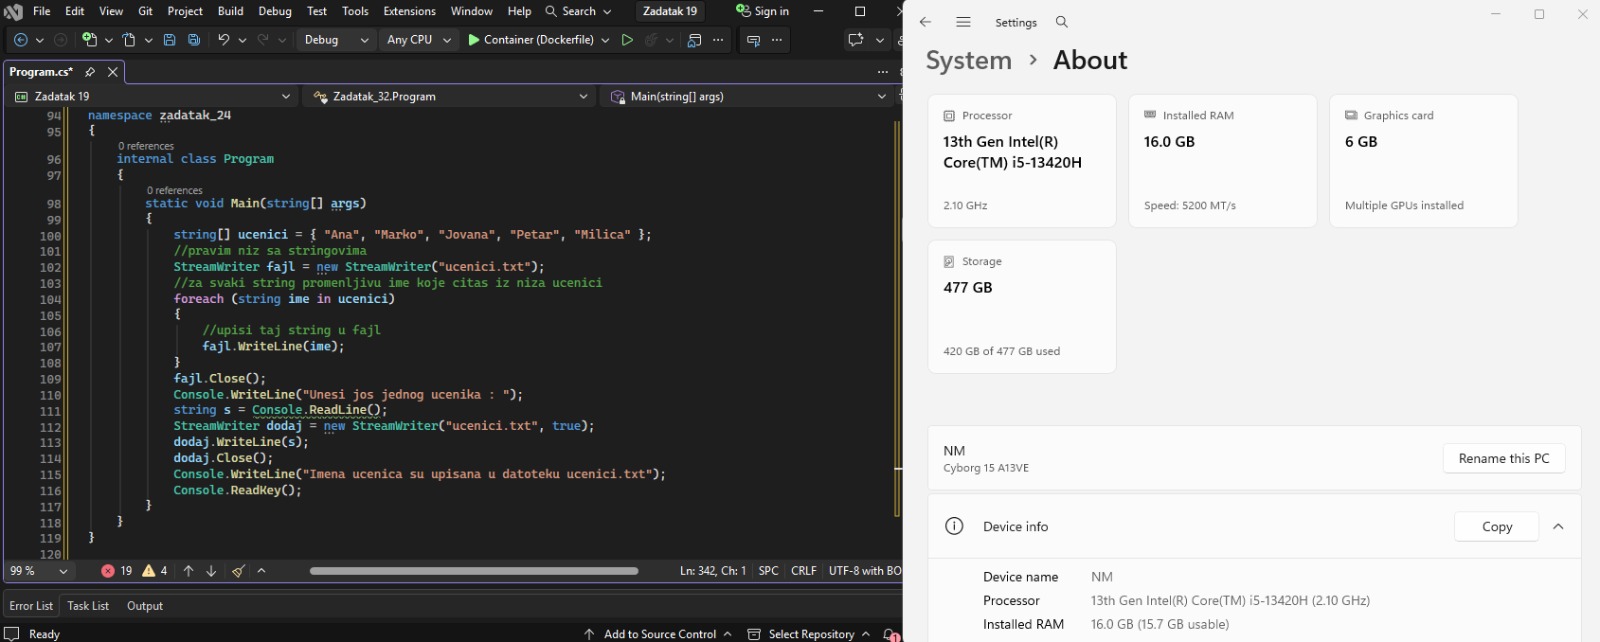 File Edit View Git Project Build Debug Test Tools Extensions Window Help Search Zadatak 19 Sign in
Debug Any CPU Container (Dockerfile)
Program.cs*
Zadatak 19 Zadatak_32.Program Main(string[] args)
94 namespace zadatak_24
95 {
0 references
96 internal class Program
97 {
0 references
98 static void Main(string[] args)
99 {
100 string[] ucenici = { "Ana", "Marko", "Jovana", "Petar", "Milica" };
101 //pravim niz sa stringovima
102 StreamWriter fajl = new StreamWriter("ucenici.txt");
103 //za svaki string promenljivu ime koje citas iz niza ucenici
104 foreach (string ime in ucenici)
105 {
106 //upisi taj string u fajl
107 fajl.WriteLine(ime);
108 }
109 fajl.Close();
110 Console.WriteLine("Unesi jos jednog ucenika : ");
111 string s = Console.ReadLine();
112 StreamWriter dodaj = new StreamWriter("ucenici.txt", true);
113 dodaj.WriteLine(s);
114 dodaj.Close();
115 Console.WriteLine("Imena ucenica su upisana u datoteku ucenici.txt");
116 Console.ReadKey();
117 }
118 }
119 }
120
99 % 19 4 Ln: 342, Ch: 1 SPC CRLF UTF-8 with BO
Error List Task List Output
Ready Add to Source Control Select Repository 1
Settings
System > About
Processor
13th Gen Intel(R)
Core(TM) i5-13420H
2.10 GHz
Installed RAM
16.0 GB
Speed: 5200 MT/s
Graphics card
6 GB
Multiple GPUs installed
Storage
477 GB
420 GB of 477 GB used
NM
Cyborg 15 A13VE
Rename this PC
Device info Copy
Device name NM
Processor 13th Gen Intel(R) Core(TM) i5-13420H (2.10 GHz)
Installed RAM 16.0 GB (15.7 GB usable)